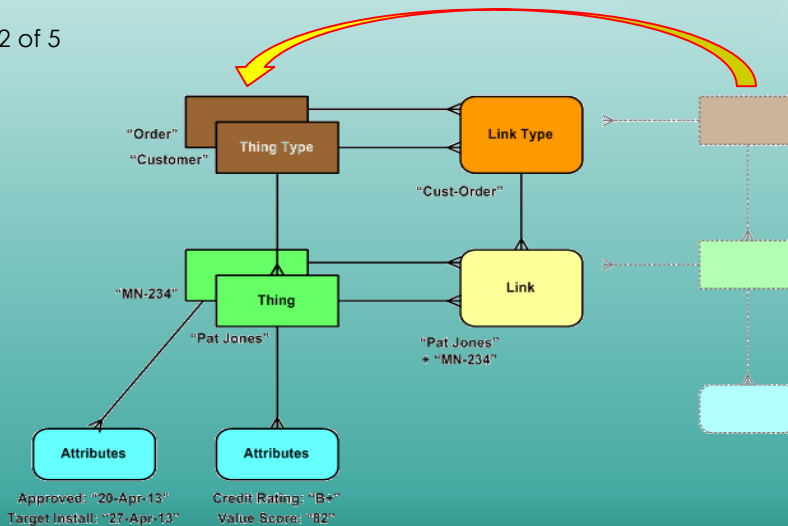 2 of 5
"Order"
"Customer"
Thing Type
Link Type
"Cust-Order"
"MN-234"
Thing
Link
"Pat Jones"
"Pat Jones"
+ "MN-234"
Attributes
Attributes
Approved: "20-Apr-13"
Credit Rating: "B+"
Target Install: "27-Apr-13"
Value Score: "82"